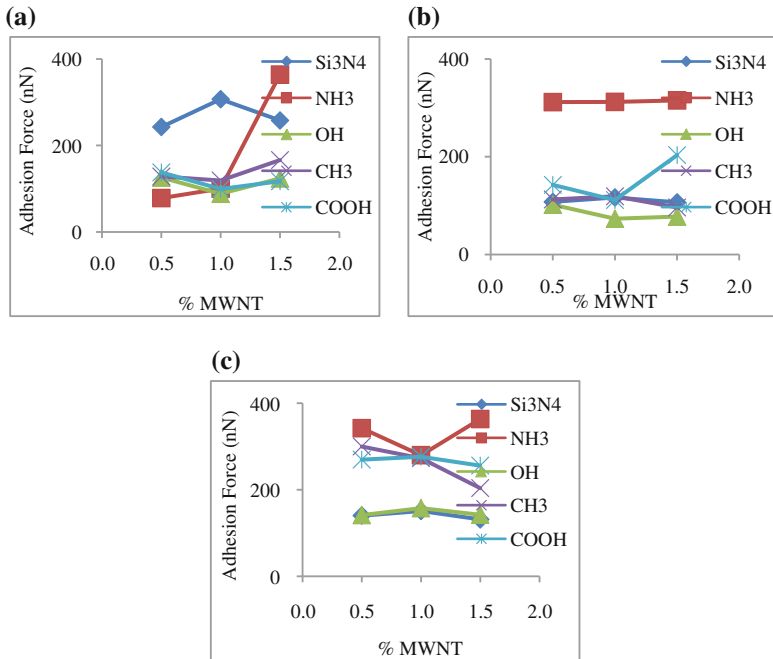 (a)
Adhesion Force (nN)
400
200
0
0.0 0.5 1.0 1.5 2.0
% MWNT
Si3N4
NH3
OH
CH3
COOH
(b)
Adhesion Force (nN)
400
200
0
0.0 0.5 1.0 1.5 2.0
% MWNT
Si3N4
NH3
OH
CH3
COOH
(c)
Adhesion Force (nN)
400
200
0
0.0 0.5 1.0 1.5 2.0
% MWNT
Si3N4
NH3
OH
CH3
COOH